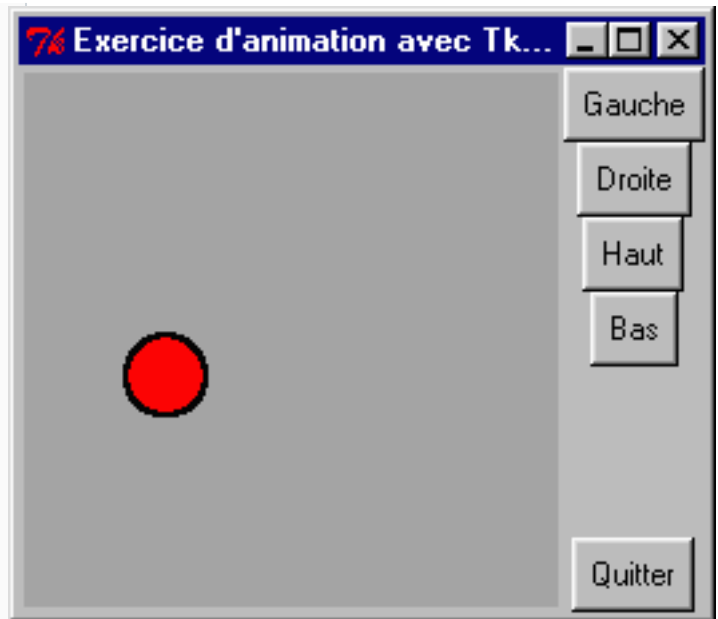 Exercice d'animation avec Tk...
Gauche
Droite
Haut
Bas
Quitter